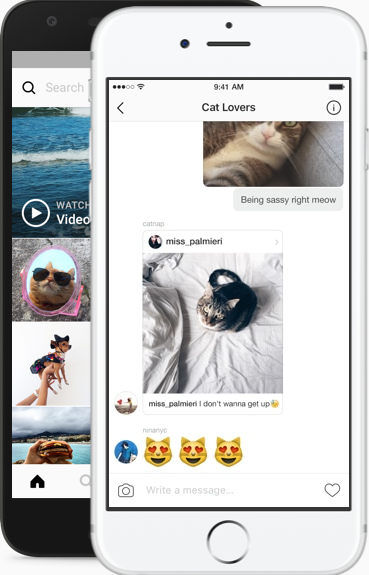 Search
WATCH
Video
9:41 AM
Cat Lovers
Being sassy right meow
catnap
miss_palmieri
miss_palmieri I don't wanna get up
ninanyc
Write a message...